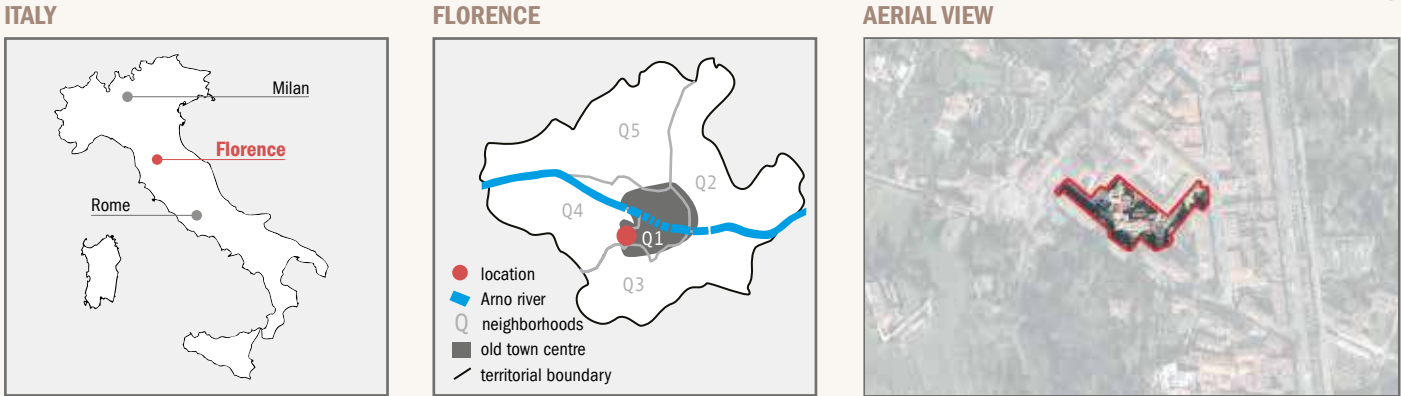 ITALY
Milan
Florence
Rome
FLORENCE
Q5
Q2
Q4
Q1
Q3
location
Arno river
Q neighborhoods
old town centre
territorial boundary
AERIAL VIEW